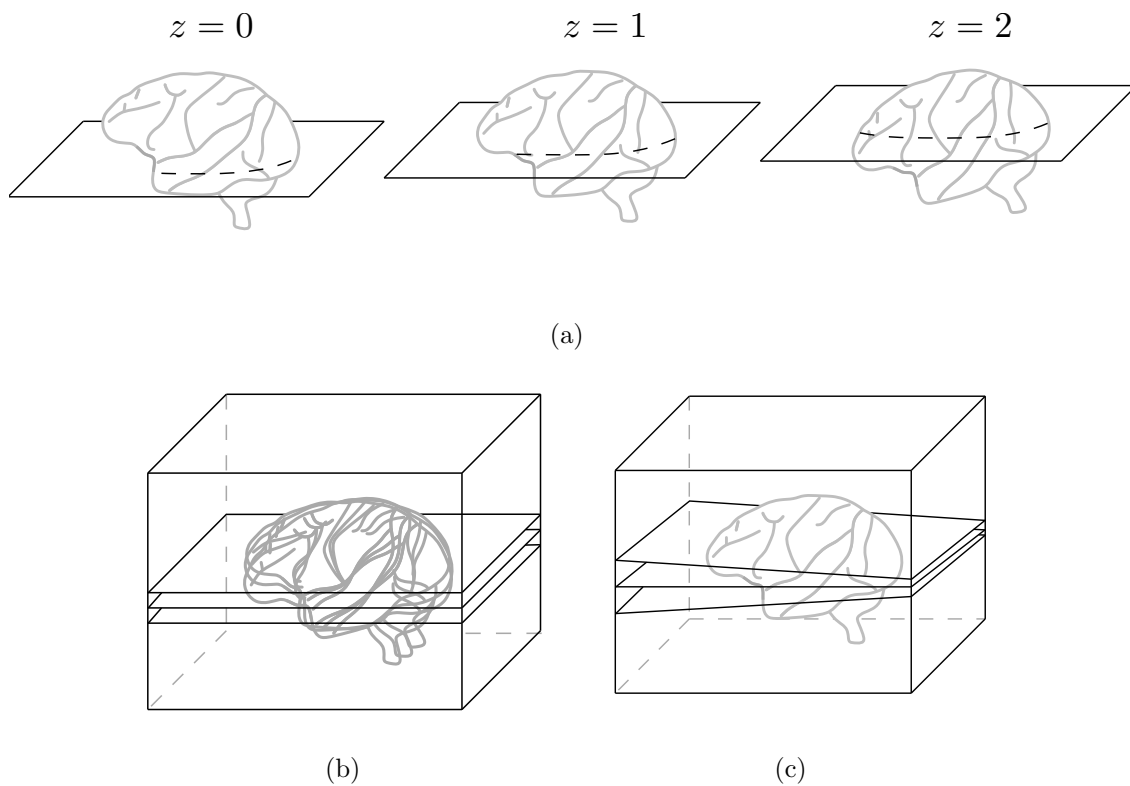 z = 0 z = 1 z = 2
(a)
(b) (c)